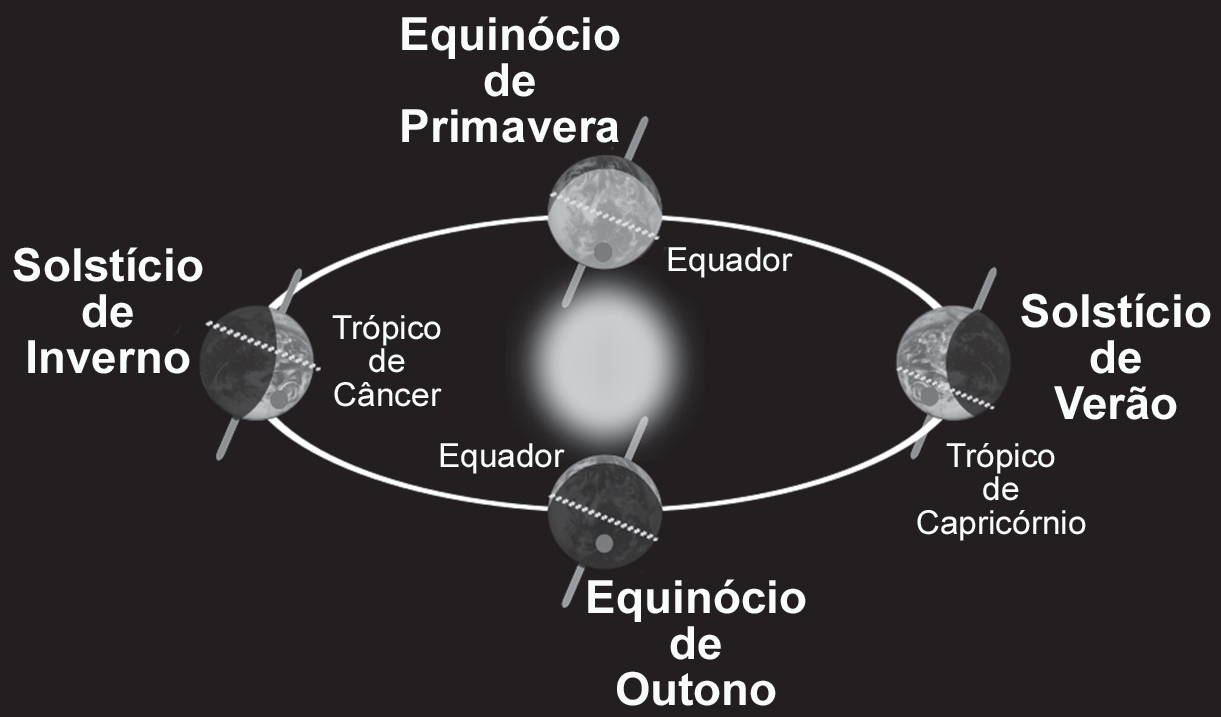 Equinócio
de
Primavera
Equador
Solstício
de
Inverno
Trópico
de
Câncer
Solstício
de
Verão
Equador
Trópico
de
Capricórnio
Equinócio
de
Outono